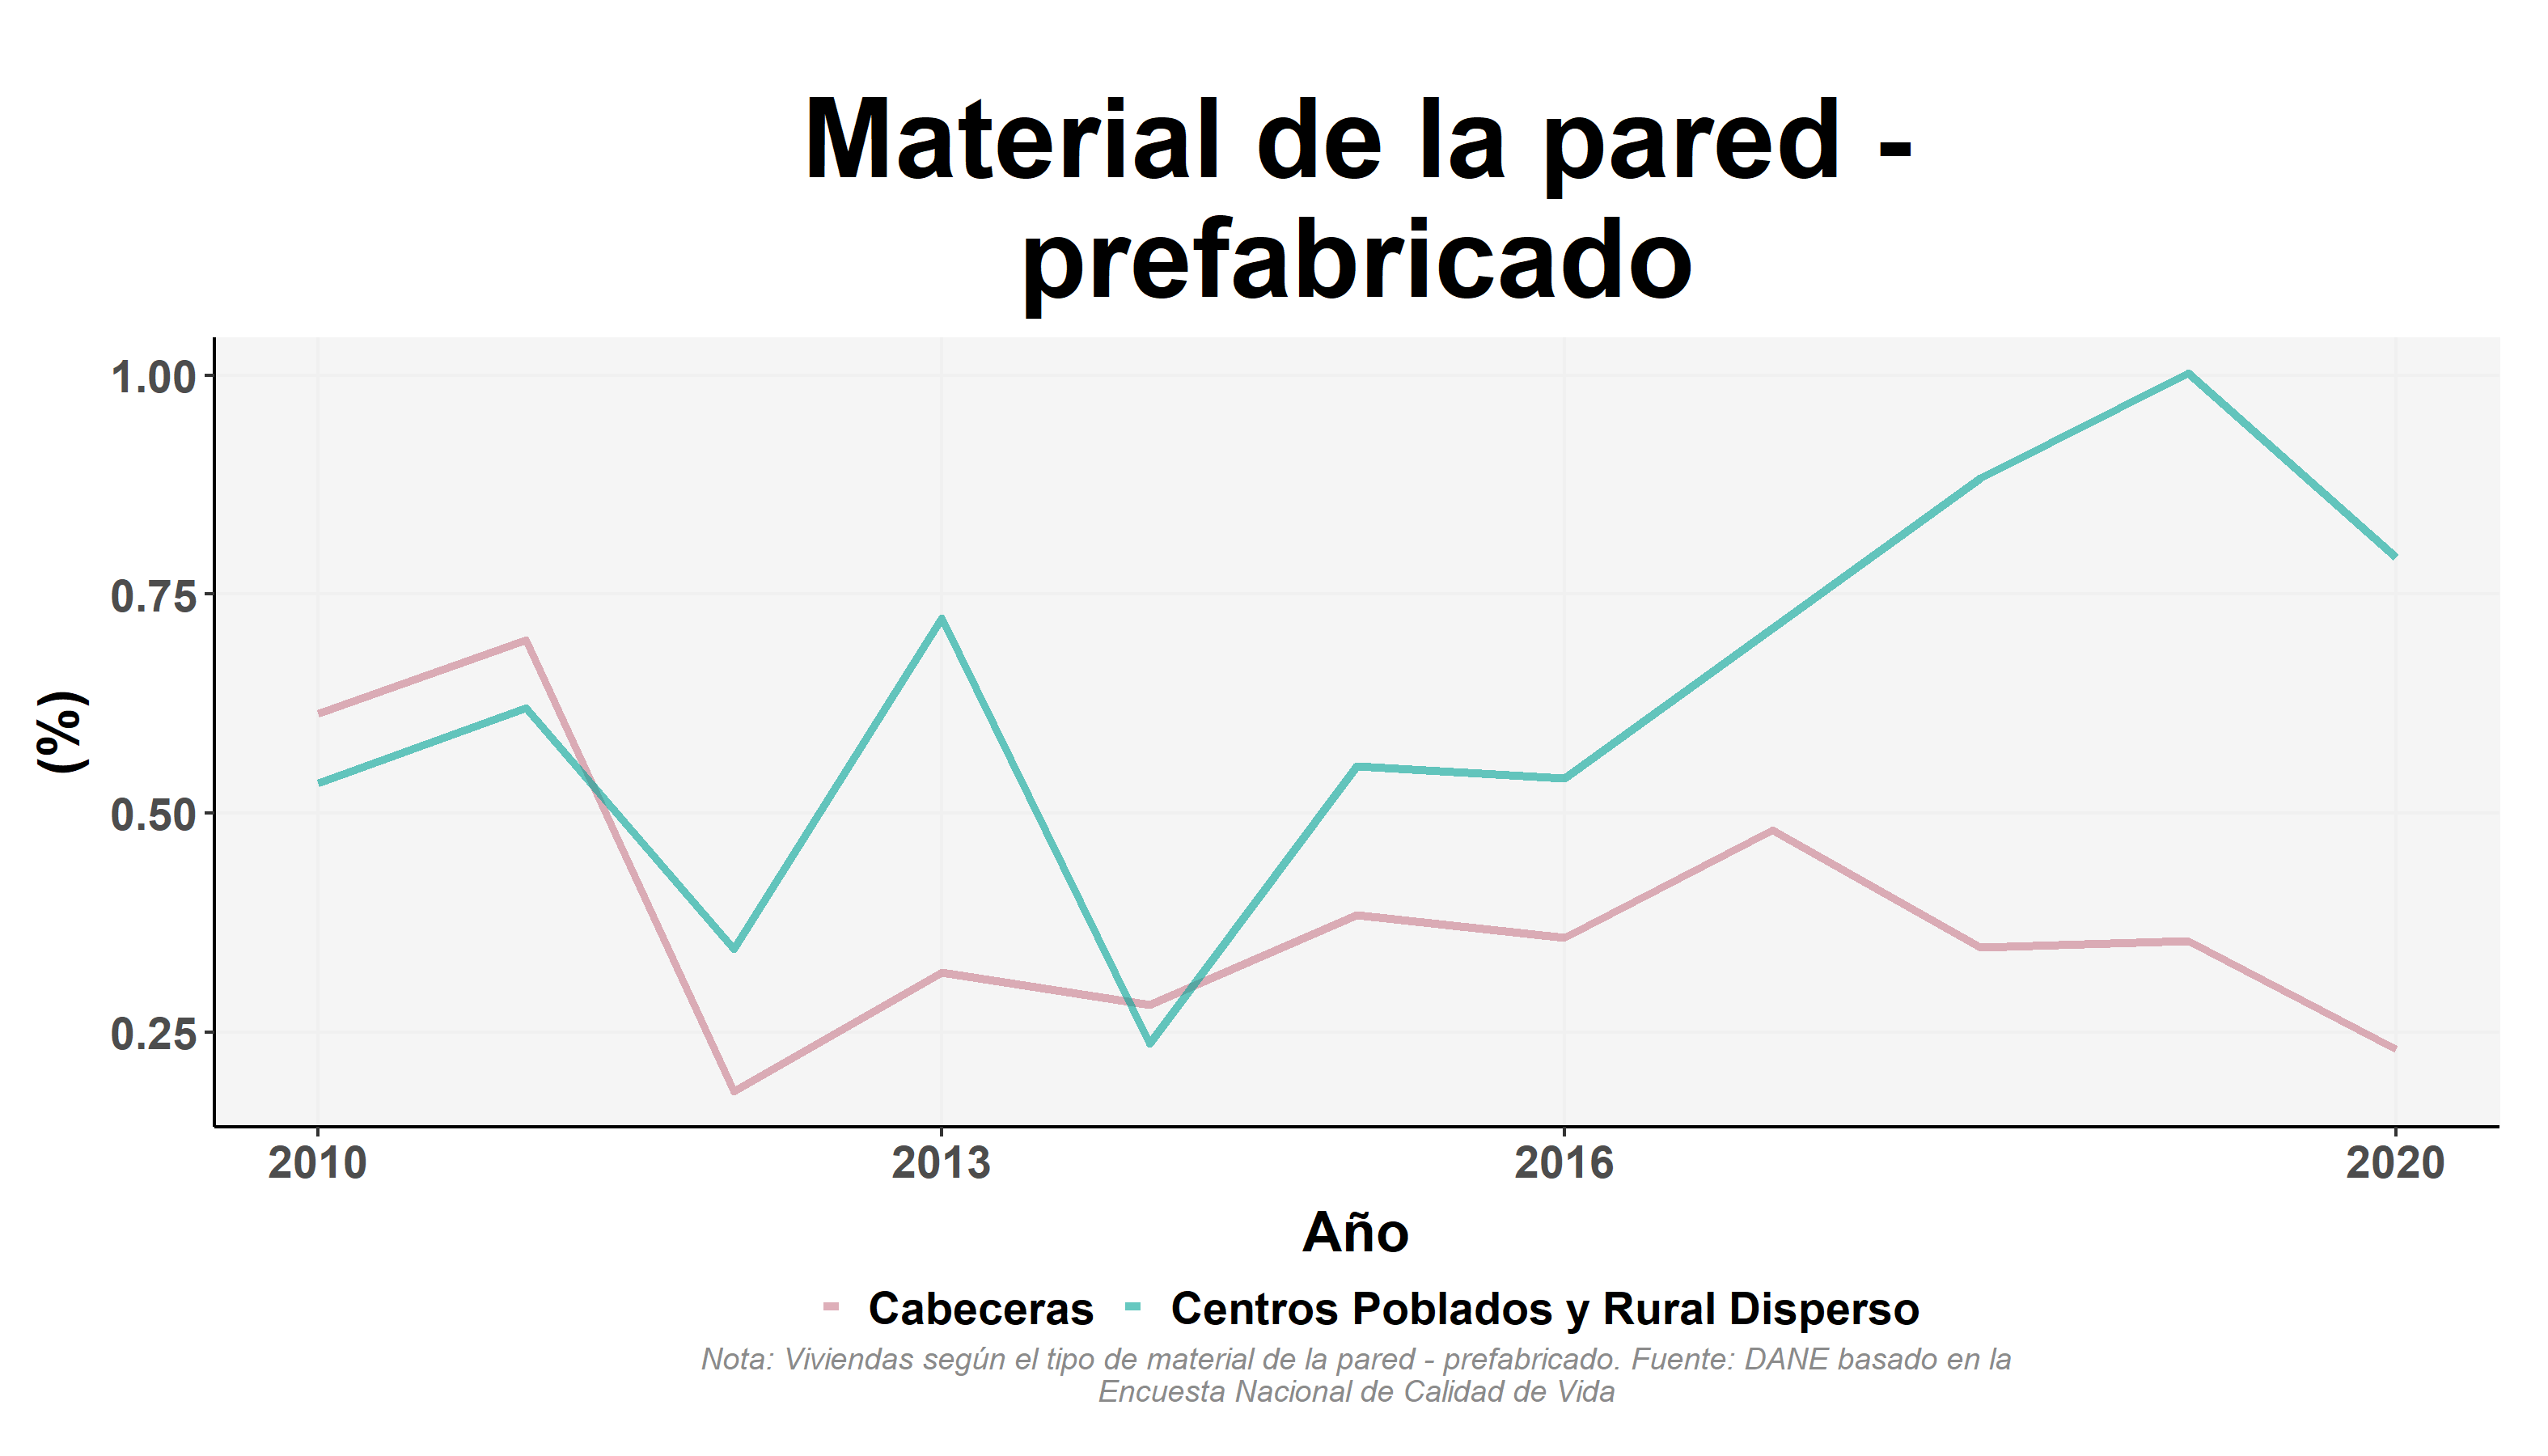 Material de la pared -
prefabricado
1.00
0.75
0.50
0.25
(%)
2010 2013 2016 2020
Año
Cabeceras Centros Poblados y Rural Disperso
Nota: Viviendas según el tipo de material de la pared - prefabricado. Fuente: DANE basado en la
Encuesta Nacional de Calidad de Vida